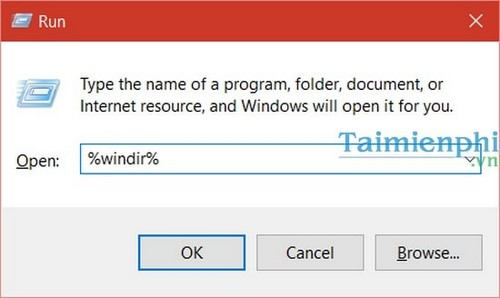 Run
Type the name of a program, folder, document, or
Internet resource, and Windows will open it for you.
Taimienphi
.vn
Open: %windir%
OK Cancel Browse...